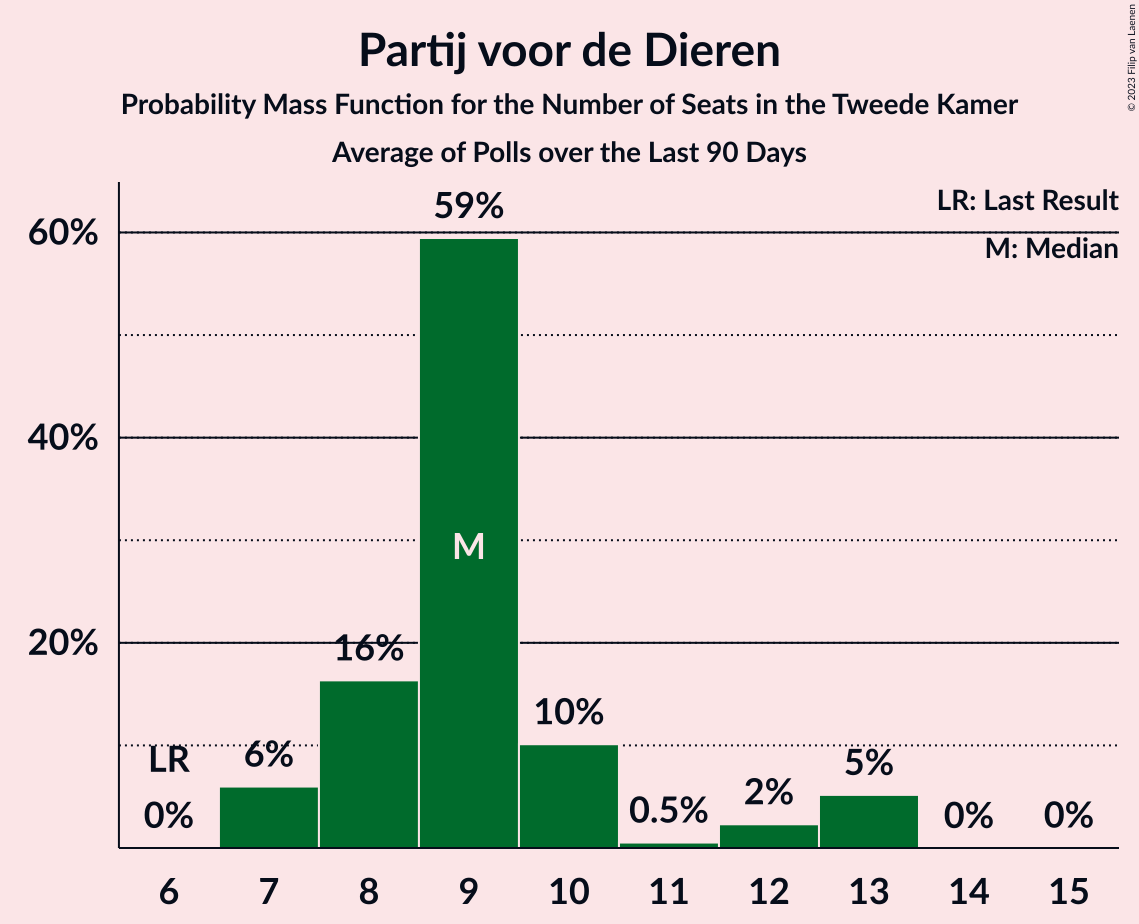 Partij voor de Dieren
Probability Mass Function for the Number of Seats in the Tweede Kamer
Average of Polls over the Last 90 Days
© 2023 Filip van Laenen
LR: Last Result
M: Median
60%
40%
20%
LR
0%
6%
16%
59%
M
10%
0.5%
2%
5%
0%
0%
6 7 8 9 10 11 12 13 14 15